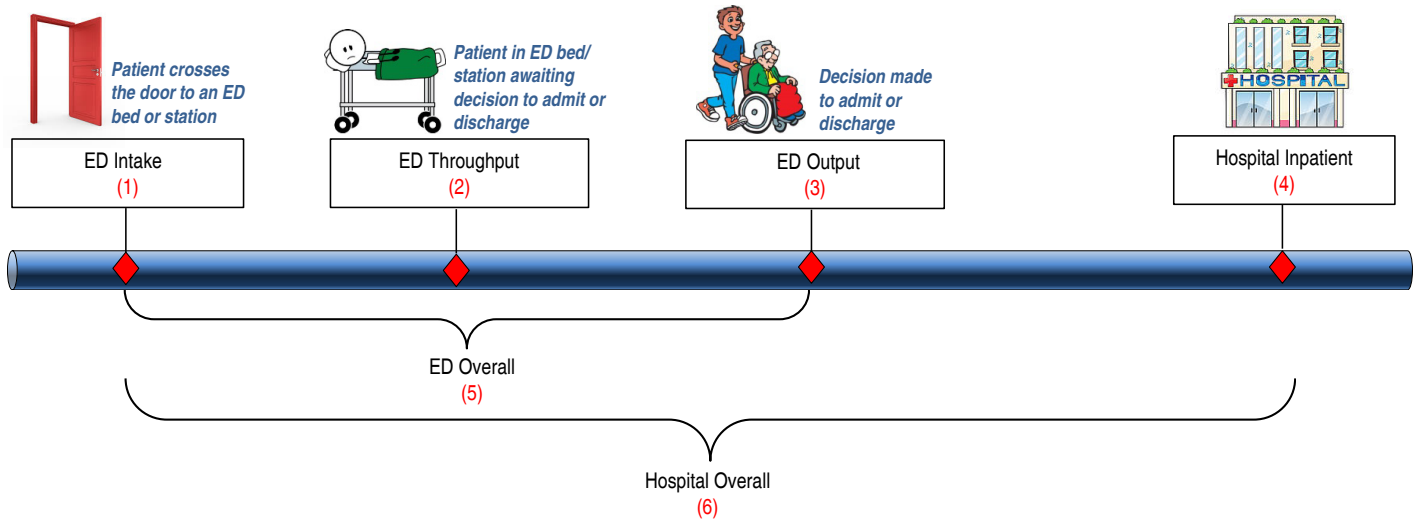 Patient crosses
the door to an ED
bed or station
Patient in ED bed/
station awaiting
decision to admit or
discharge
Decision made
to admit or
discharge
HOSPITAL
ED Intake
(1)
ED Throughput
(2)
ED Output
(3)
Hospital Inpatient
(4)
ED Overall
(5)
Hospital Overall
(6)